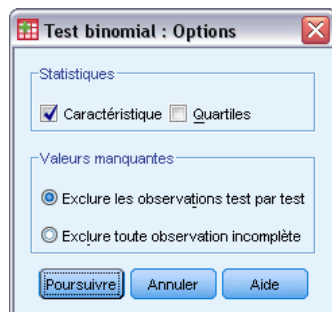 Test binomial : Options
Statistiques
Caractéristique Quartiles
Valeurs manquantes
Exclure les observations test par test
Exclure toute observation incomplète
Poursuivre Annuler Aide